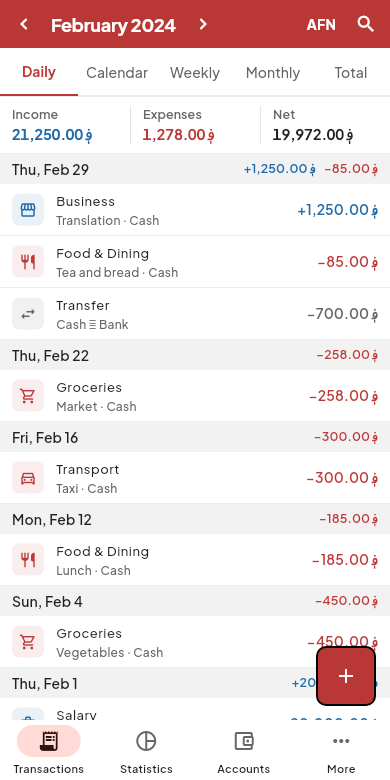 February 2024 AFN
Daily Calendar Weekly Monthly Total
Income Expenses Net
21,250.00؋ 1,278.00؋ 19,972.00؋
Thu, Feb 29 +1,250.00؋ −85.00؋
Business
Translation · Cash +1,250.00؋
Food & Dining
Tea and bread · Cash −85.00؋
Transfer
Cash Bank −700.00؋
Thu, Feb 22 −258.00؋
Groceries
Market · Cash −258.00؋
Fri, Feb 16 −300.00؋
Transport
Taxi · Cash −300.00؋
Mon, Feb 12 −185.00؋
Food & Dining
Lunch · Cash −185.00؋
Sun, Feb 4 −450.00؋
Groceries
Vegetables · Cash −450.00؋
Thu, Feb 1
Salary
Transactions Statistics Accounts More